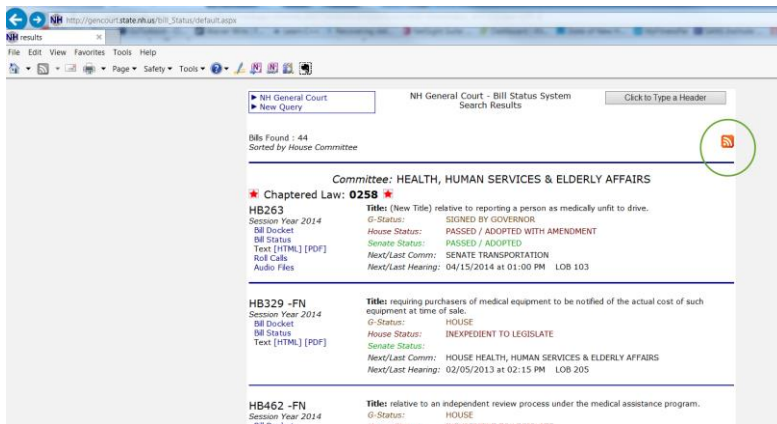 http://gencourt.state.nh.us/bill_Status/default.aspx
NH results
File Edit View Favorites Tools Help
Page Safety Tools
NH General Court
New Query
NH General Court - Bill Status System
Search Results
Click to Type a Header
Bills Found : 44
Sorted by House Committee
Committee: HEALTH, HUMAN SERVICES & ELDERLY AFFAIRS
Chaptered Law: 0258
HB263
Title: (New Title) relative to reporting a person as medically unfit to drive.
Session Year 2014
G-Status: SIGNED BY GOVERNOR
Bill Docket
House Status: PASSED / ADOPTED WITH AMENDMENT
Bill Status
Senate Status: PASSED / ADOPTED
Text [HTML] [PDF]
Next/Last Comm: SENATE TRANSPORTATION
Roll Calls
Audio Files
Next/Last Hearing: 04/15/2014 at 01:00 PM LOB 103
HB329 -FN
Title: requiring purchasers of medical equipment to be notified of the actual cost of such
equipment at time of sale.
Session Year 2014
Bill Docket
G-Status: HOUSE
Bill Status
House Status: INEXPEDIENT TO LEGISLATE
Text [HTML] [PDF]
Senate Status:
Next/Last Comm: HOUSE HEALTH, HUMAN SERVICES & ELDERLY AFFAIRS
Next/Last Hearing: 02/05/2013 at 02:15 PM LOB 205
HB462 -FN
Title: relative to an independent review process under the medical assistance program.
Session Year 2014
G-Status: HOUSE